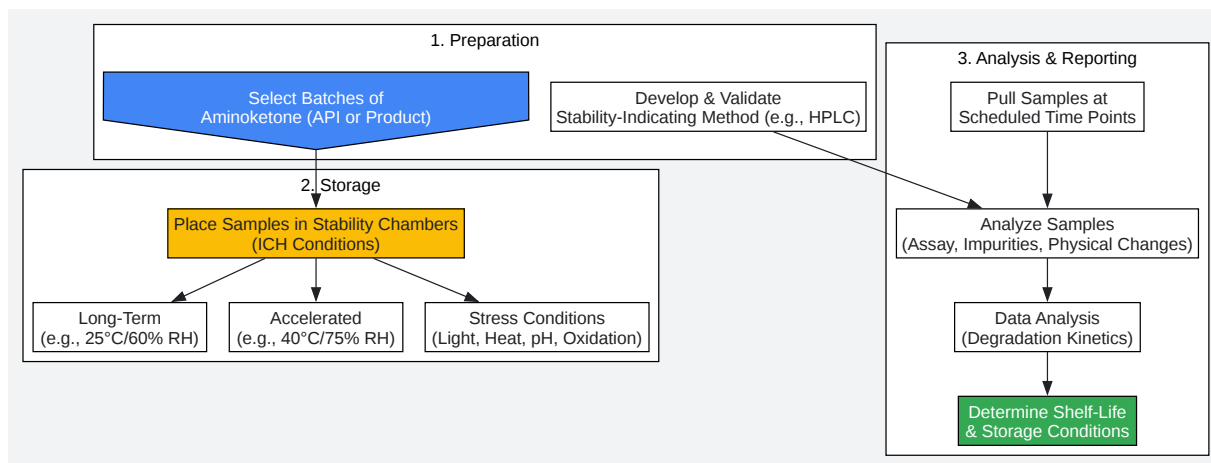 1. Preparation
Select Batches of
Aminoketone (API or Product)
Develop & Validate
Stability-Indicating Method (e.g., HPLC)
2. Storage
Place Samples in Stability Chambers
(ICH Conditions)
Long-Term
(e.g., 25°C/60% RH)
Accelerated
(e.g., 40°C/75% RH)
Stress Conditions
(Light, Heat, pH, Oxidation)
3. Analysis & Reporting
Pull Samples at
Scheduled Time Points
Analyze Samples
(Assay, Impurities, Physical Changes)
Data Analysis
(Degradation Kinetics)
Determine Shelf-Life
& Storage Conditions